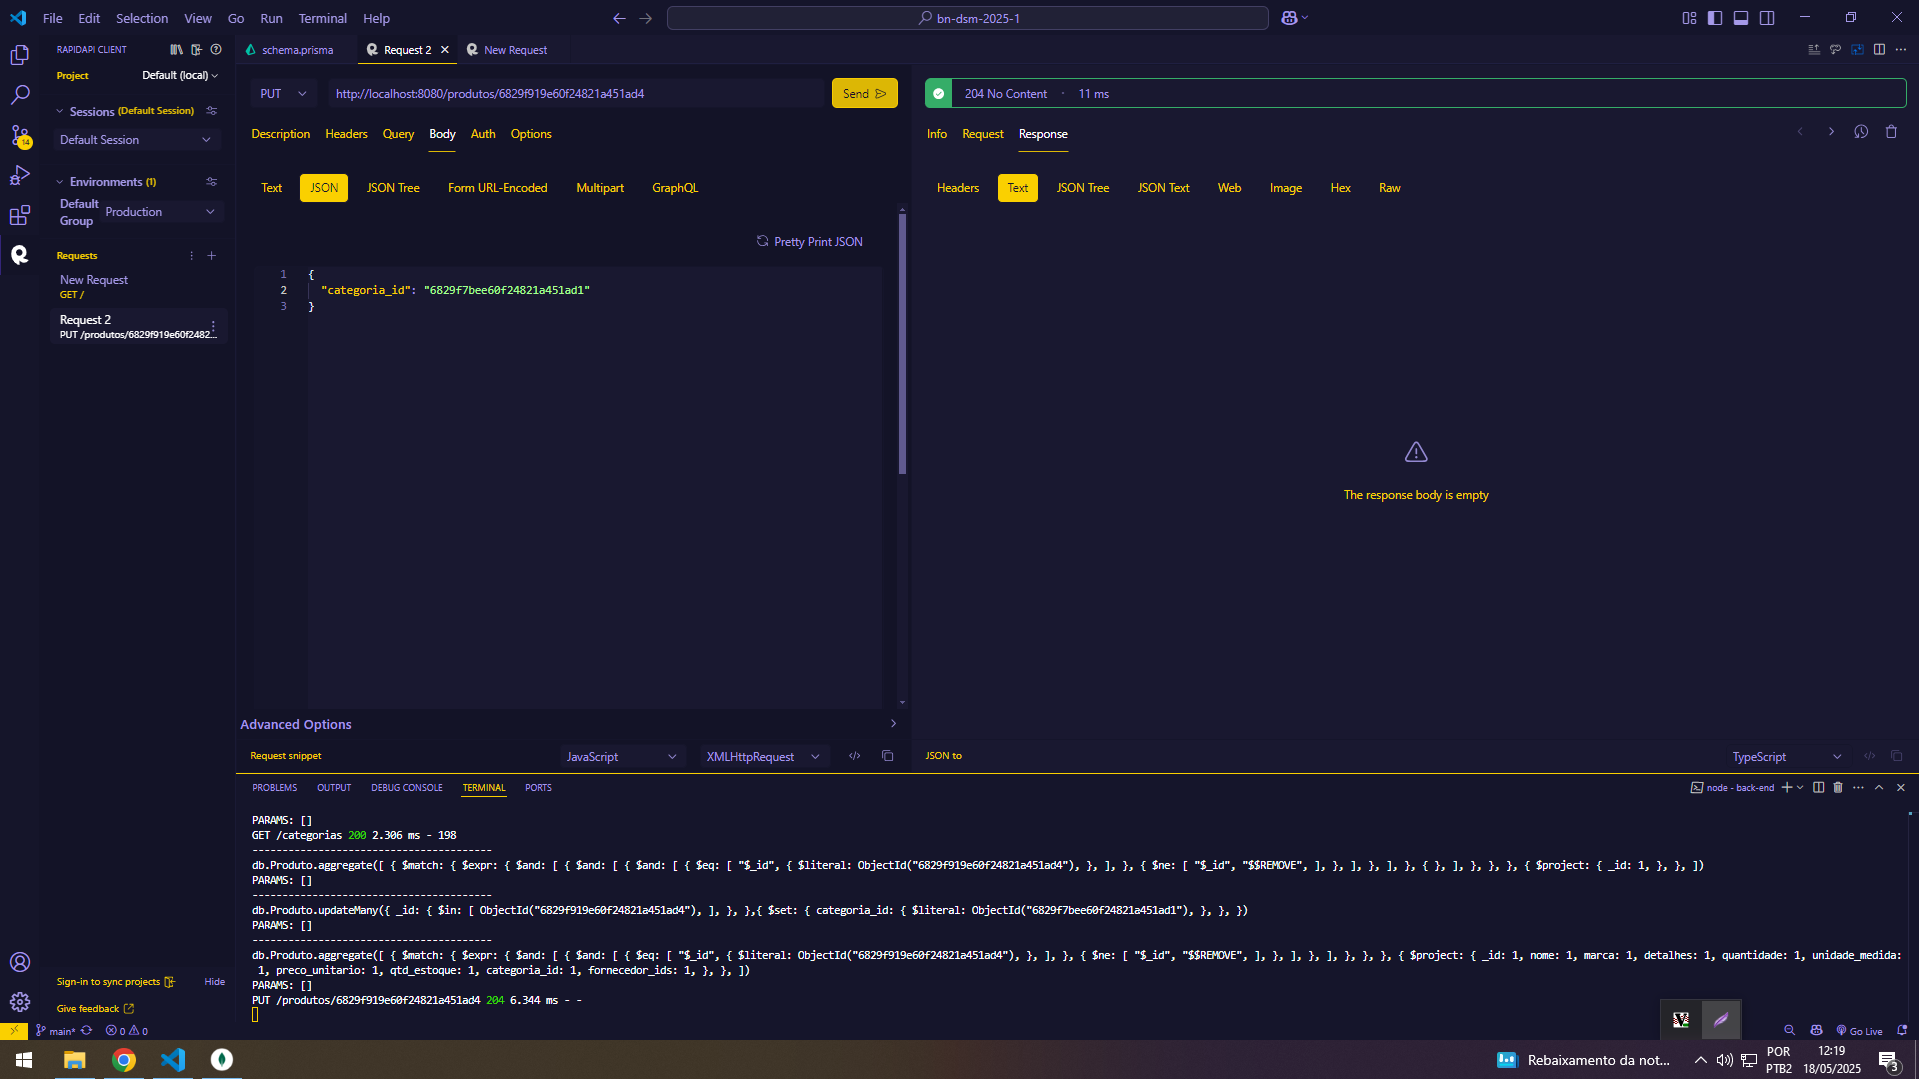 File Edit Selection View Go Run Terminal Help
bn-dsm-2025-1
RAPIDAPI CLIENT
Project
Default (local)
Sessions (Default Session)
Default Session
Environments (1)
Default Group
Production
Requests
New Request
GET /
Request 2
PUT /produtos/6829f919e60f2482...
Sign-in to sync projects
Hide
Give feedback
14
schema.prisma
Request 2
New Request
PUT
http://localhost:8080/produtos/6829f919e60f24821a451ad4
Send
Description Headers Query Body Auth Options
Text JSON JSON Tree Form URL-Encoded Multipart GraphQL
Pretty Print JSON
1 {
2 "categoria_id": "6829f7bee60f24821a451ad1"
3 }
Advanced Options
Request snippet
JavaScript
XMLHttpRequest
204 No Content · 11 ms
Info Request Response
Headers Text JSON Tree JSON Text Web Image Hex Raw
The response body is empty
JSON to
TypeScript
PROBLEMS OUTPUT DEBUG CONSOLE TERMINAL PORTS
node - back-end
PARAMS: []
GET /categorias 200 2.306 ms - 198
----------------------------------------
db.Produto.aggregate([ { $match: { $expr: { $and: [ { $and: [ { $and: [ { $eq: [ "$_id", { $literal: ObjectId("6829f919e60f24821a451ad4"), }, ], }, { $ne: [ "$_id", "$$REMOVE", ], }, ], }, ], }, { }, ], }, }, }, { $project: { _id: 1, }, }, ])
PARAMS: []
----------------------------------------
db.Produto.updateMany({ _id: { $in: [ ObjectId("6829f919e60f24821a451ad4"), ], }, },{ $set: { categoria_id: { $literal: ObjectId("6829f7bee60f24821a451ad1"), }, }, })
PARAMS: []
----------------------------------------
db.Produto.aggregate([ { $match: { $expr: { $and: [ { $and: [ { $eq: [ "$_id", { $literal: ObjectId("6829f919e60f24821a451ad4"), }, ], }, { $ne: [ "$_id", "$$REMOVE", ], }, ], }, ], }, }, }, { $project: { _id: 1, nome: 1, marca: 1, detalhes: 1, quantidade: 1, unidade_medida:
1, preco_unitario: 1, qtd_estoque: 1, categoria_id: 1, fornecedor_ids: 1, }, }, ])
PARAMS: []
PUT /produtos/6829f919e60f24821a451ad4 204 6.344 ms - -
main*
0 0
Go Live
Rebaixamento da not...
POR
PTB2
12:19
18/05/2025
3